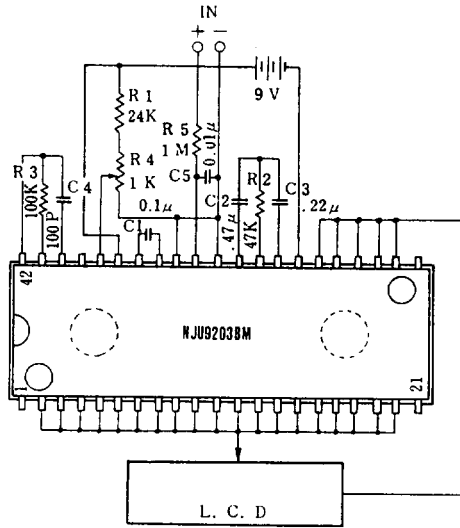 IN
+ −
9 V
R 1
24K
R 5
1 M
0.01μ
R 3
100K
C 4
100P
R 4
1 K
C5
C 2
R 2
C 3
0.1μ
C1
.47μ
47K
.22μ
42
NJU9203BM
1
21
L. C. D